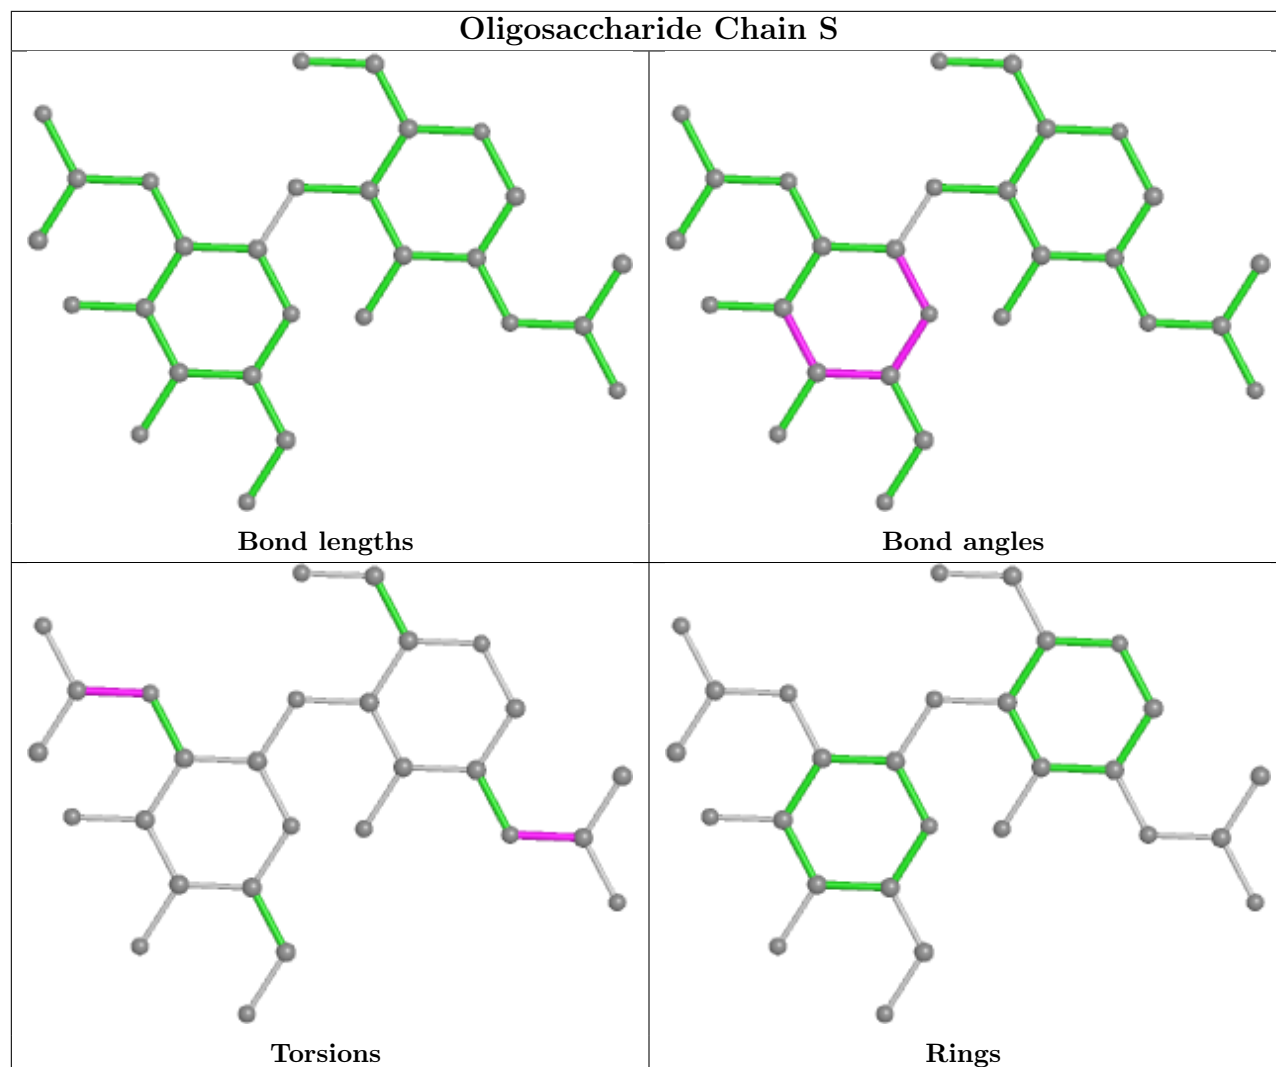 Oligosaccharide Chain S
Bond lengths
Bond angles
Torsions
Rings